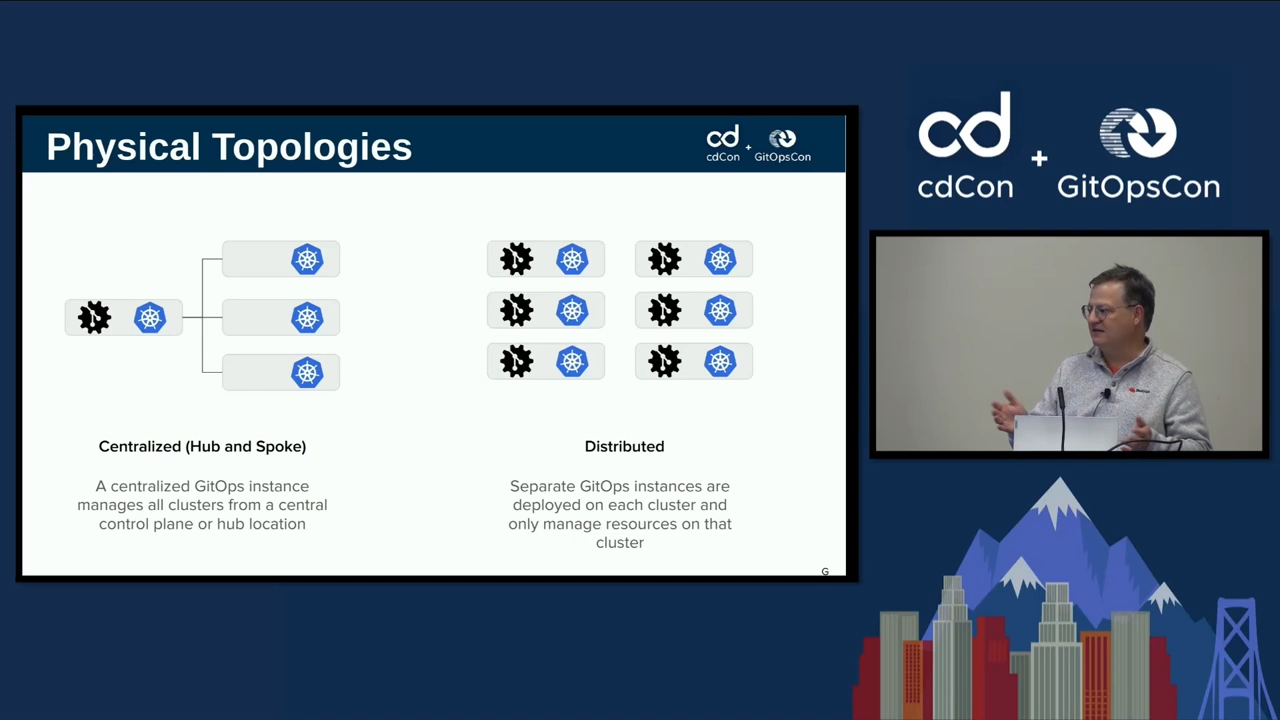 Physical Topologies
cd
cdCon
+
GitOpsCon
Centralized (Hub and Spoke)
A centralized GitOps instance
manages all clusters from a central
control plane or hub location
Distributed
Separate GitOps instances are
deployed on each cluster and
only manage resources on that
cluster
G
cd
cdCon
+
GitOpsCon